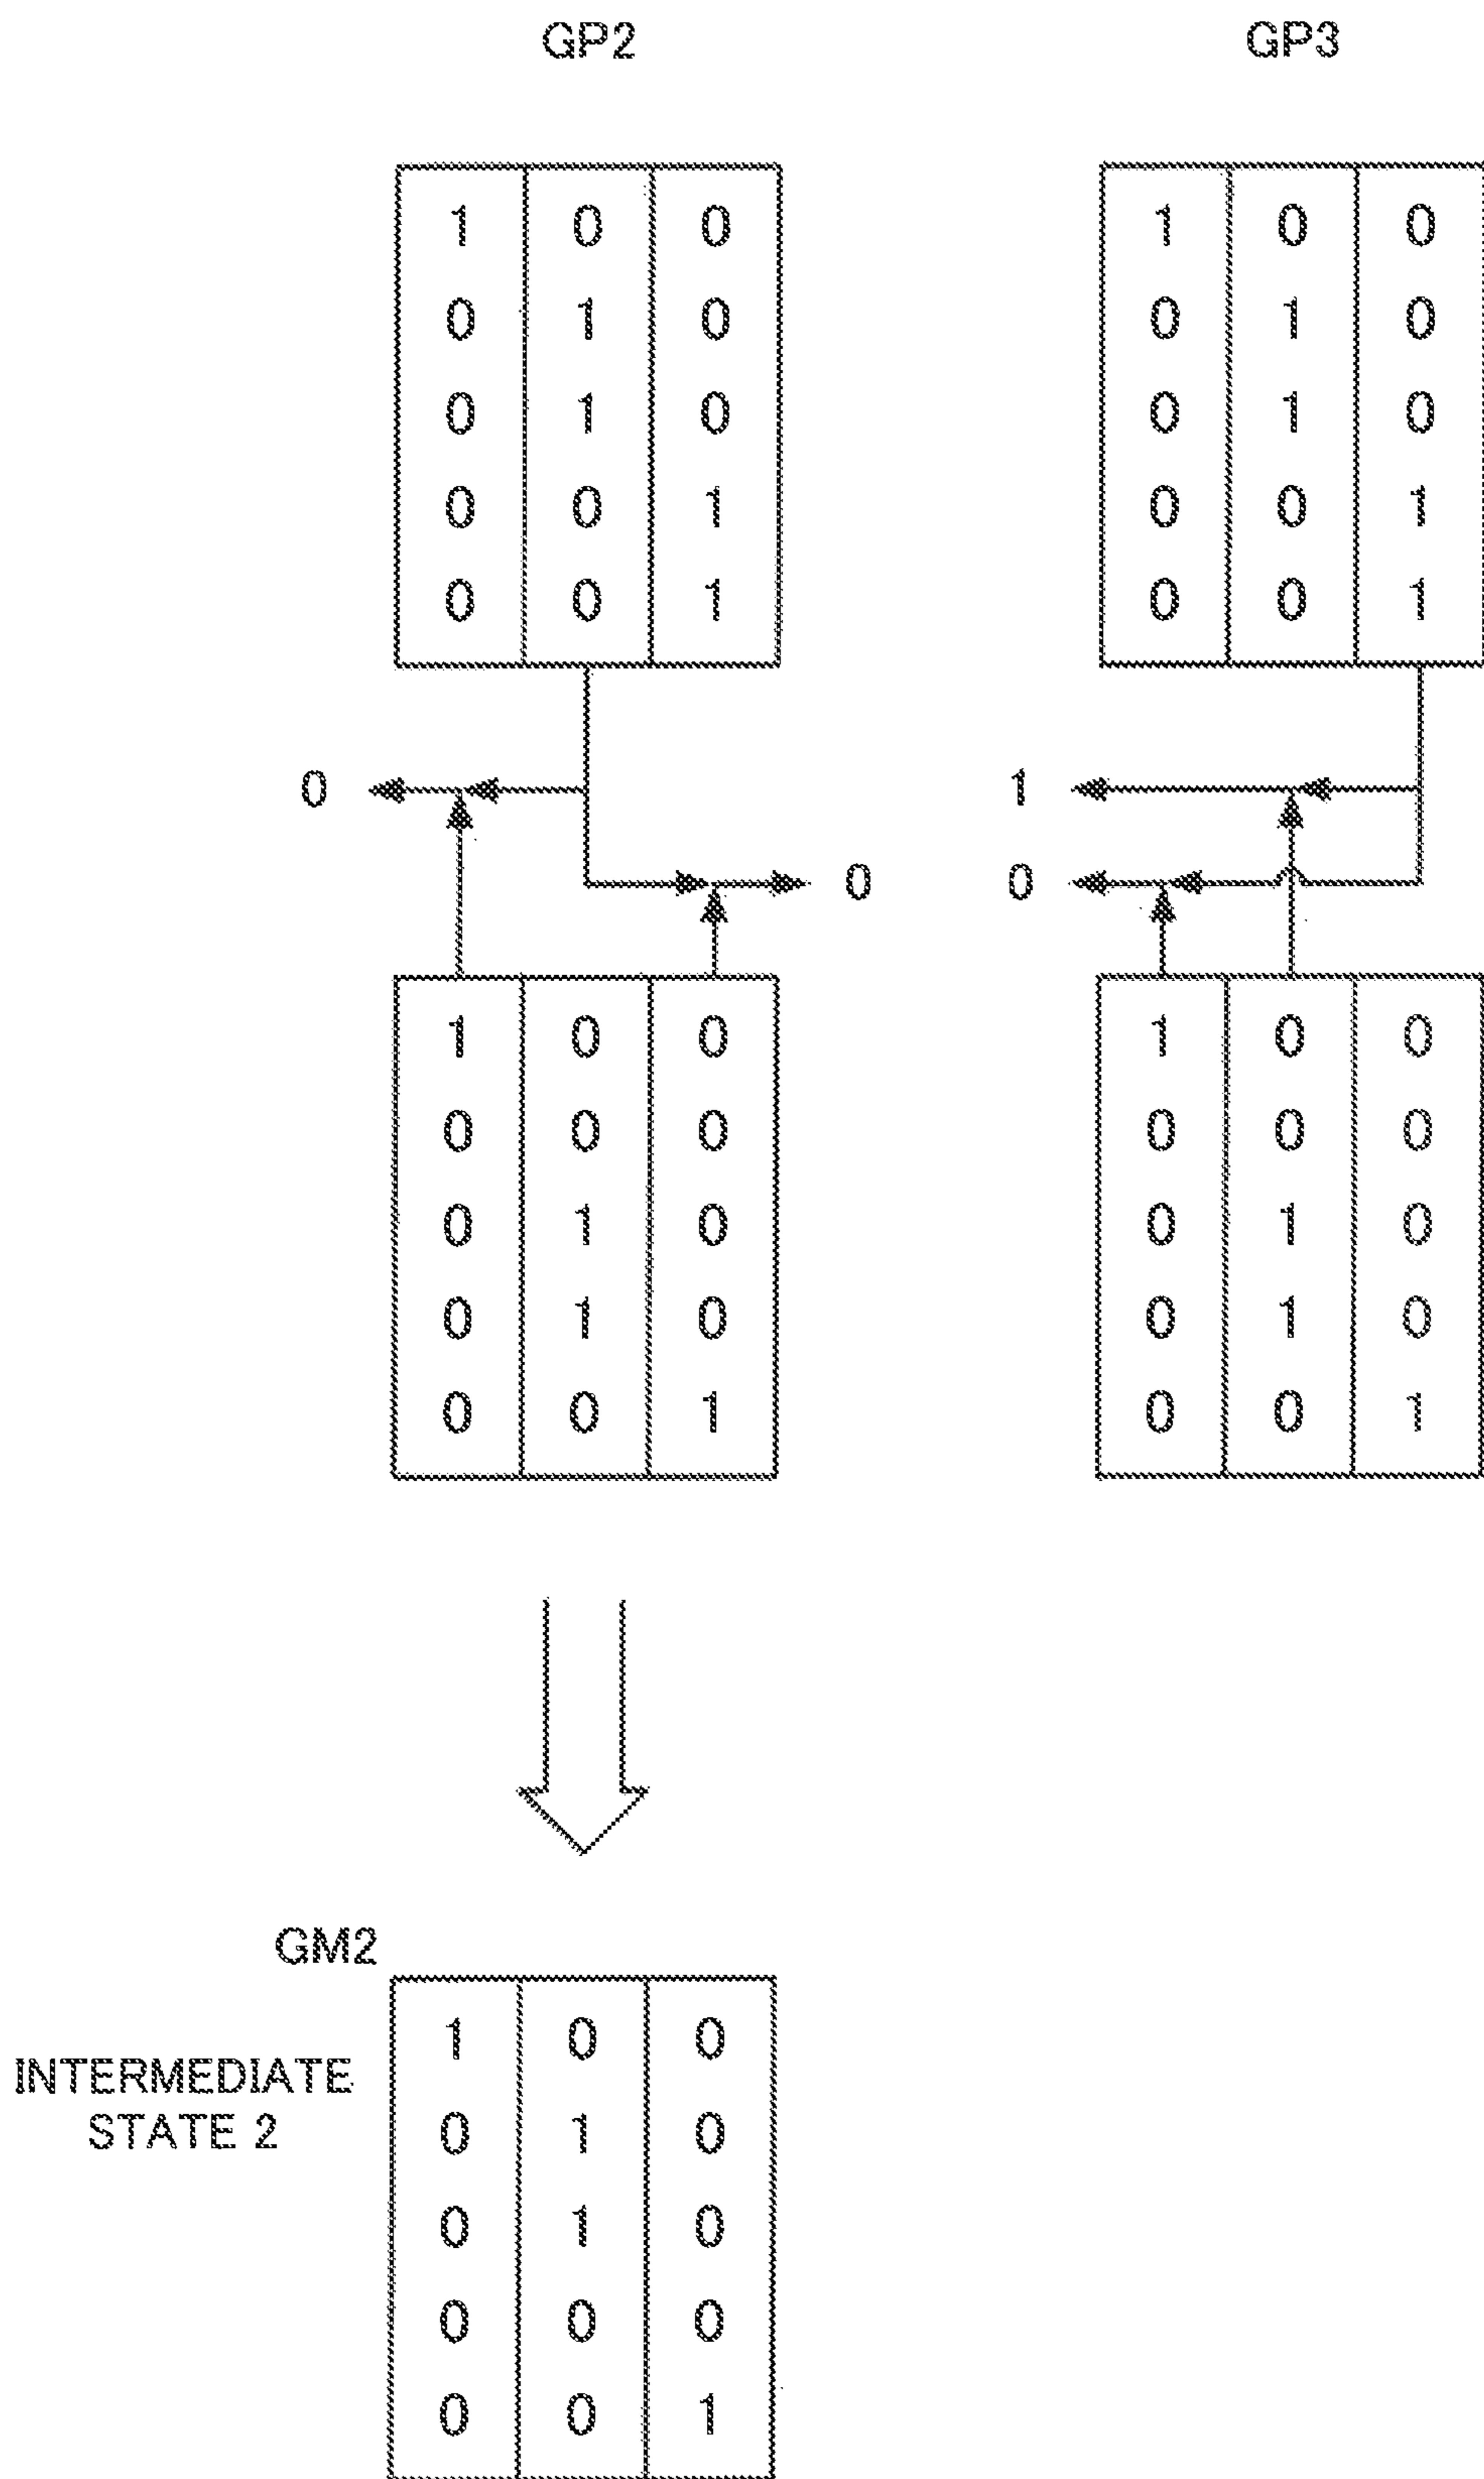 GP2 GP3
1 0 0 1 0 0
0 1 0 0 1 0
0 1 0 0 1 0
0 0 1 0 0 1
0 0 1 0 0 1
0 1
0 0
1 0 0 1 0 0
0 0 0 0 0 0
0 1 0 0 1 0
0 1 0 0 1 0
0 0 1 0 0 1
GM2
INTERMEDIATE
STATE 2
1 0 0
0 1 0
0 1 0
0 0 0
0 0 1